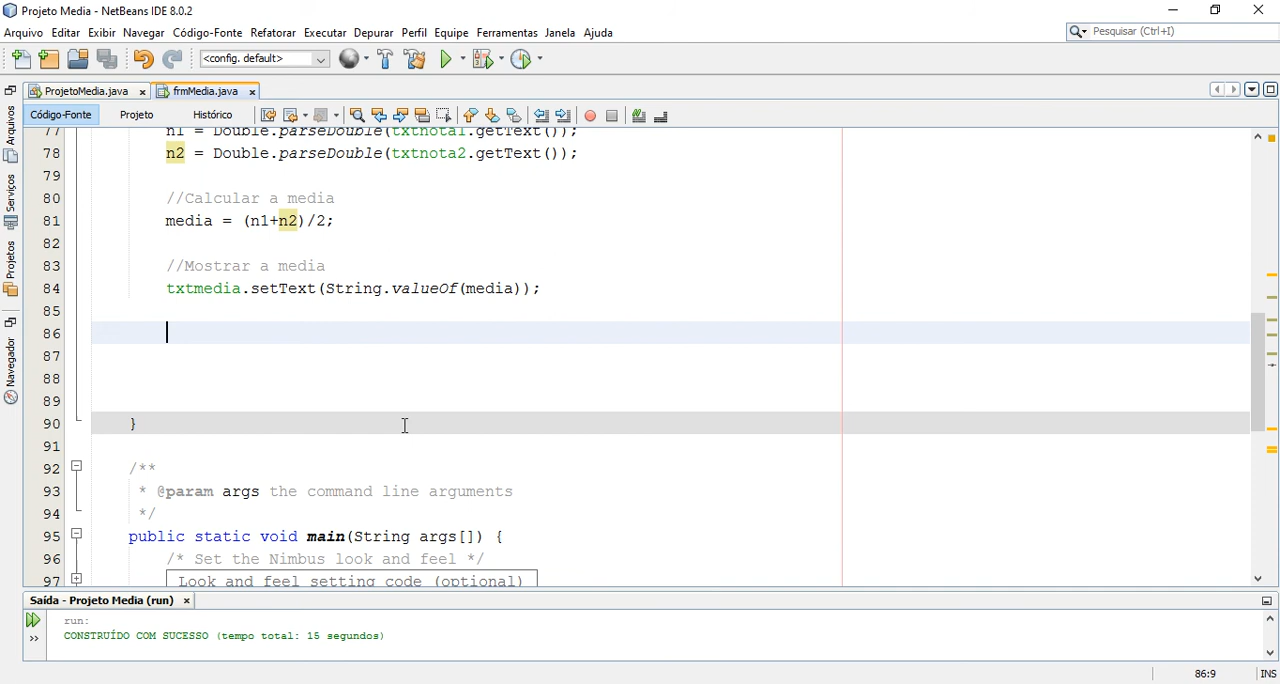 Projeto Media - NetBeans IDE 8.0.2
Arquivo Editar Exibir Navegar Código-Fonte Refatorar Executar Depurar Perfil Equipe Ferramentas Janela Ajuda
Pesquisar (Ctrl+I)
<config. default>
ProjetoMedia.java x frmMedia.java x
Código-Fonte Projeto Histórico
Arquivos
Serviços
Projetos
Navegador
77 n1 = Double.parseDouble(txtnota1.getText());
78 n2 = Double.parseDouble(txtnota2.getText());
79
80 //Calcular a media
81 media = (n1+n2)/2;
82
83 //Mostrar a media
84 txtmedia.setText(String.valueOf(media));
85
86
87
88
89
90 }
91
92 /**
93 * @param args the command line arguments
94 */
95 public static void main(String args[]) {
96 /* Set the Nimbus look and feel */
97 Look and feel setting code (optional)
Saída - Projeto Media (run) x
run:
CONSTRUÍDO COM SUCESSO (tempo total: 15 segundos)
86:9 INS